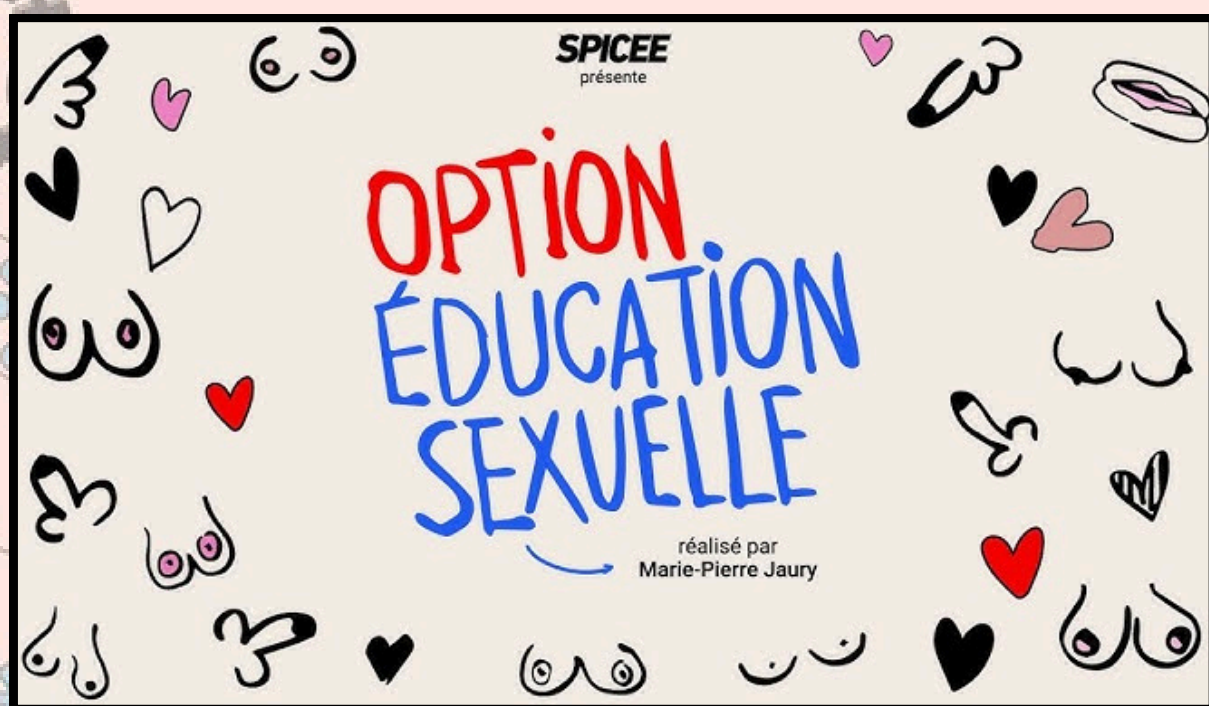 SPICEE
présente
OPTiON
ÉDUCATiON
SEXUELLE
réalisé par
Marie-Pierre Jaury